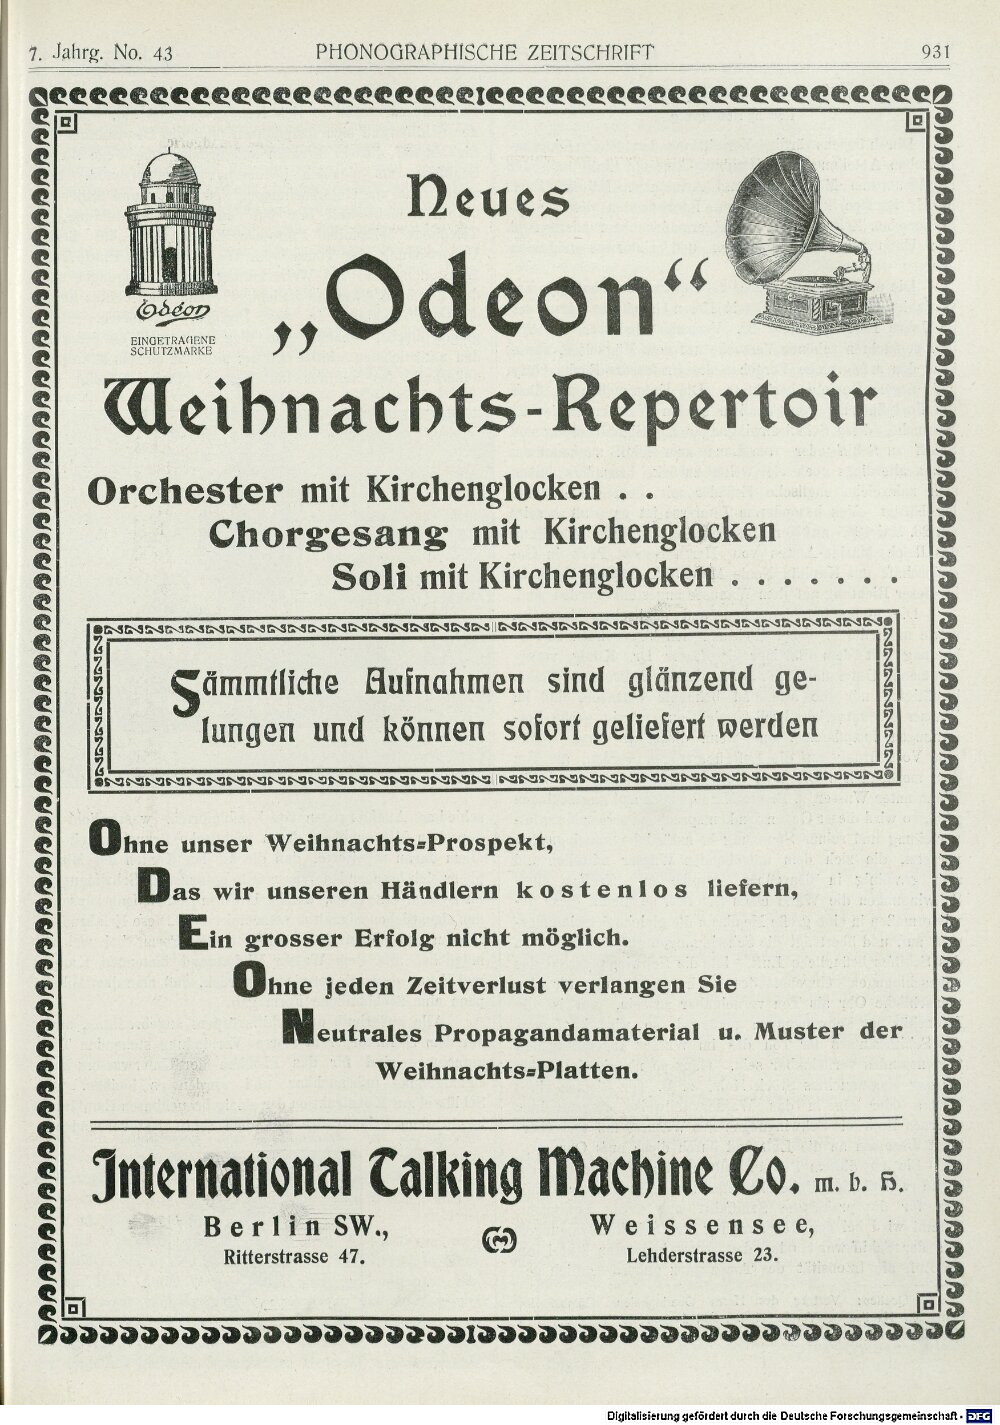 7. Jahrg. No. 43 PHONOGRAPHISCHE ZEITSCHRIFT 931
Odéon
EINGETRAGENE
SCHUTZMARKE
Neues
„Odeon“
Weihnachts-Repertoir
Orchester mit Kirchenglocken . .
Chorgesang mit Kirchenglocken
Soli mit Kirchenglocken . . . . . . .
Sämmtliche Aufnahmen sind glänzend ge-
lungen und können sofort geliefert werden
Ohne unser Weihnachts-Prospekt,
Das wir unseren Händlern kostenlos liefern,
Ein grosser Erfolg nicht möglich.
Ohne jeden Zeitverlust verlangen Sie
Neutrales Propagandamaterial u. Muster der
Weihnachts-Platten.
International Talking Machine Co. m. b. H.
Berlin SW.,
Ritterstrasse 47.
Weissensee,
Lehderstrasse 23.
Digitalisierung gefördert durch die Deutsche Forschungsgemeinschaft - DFG